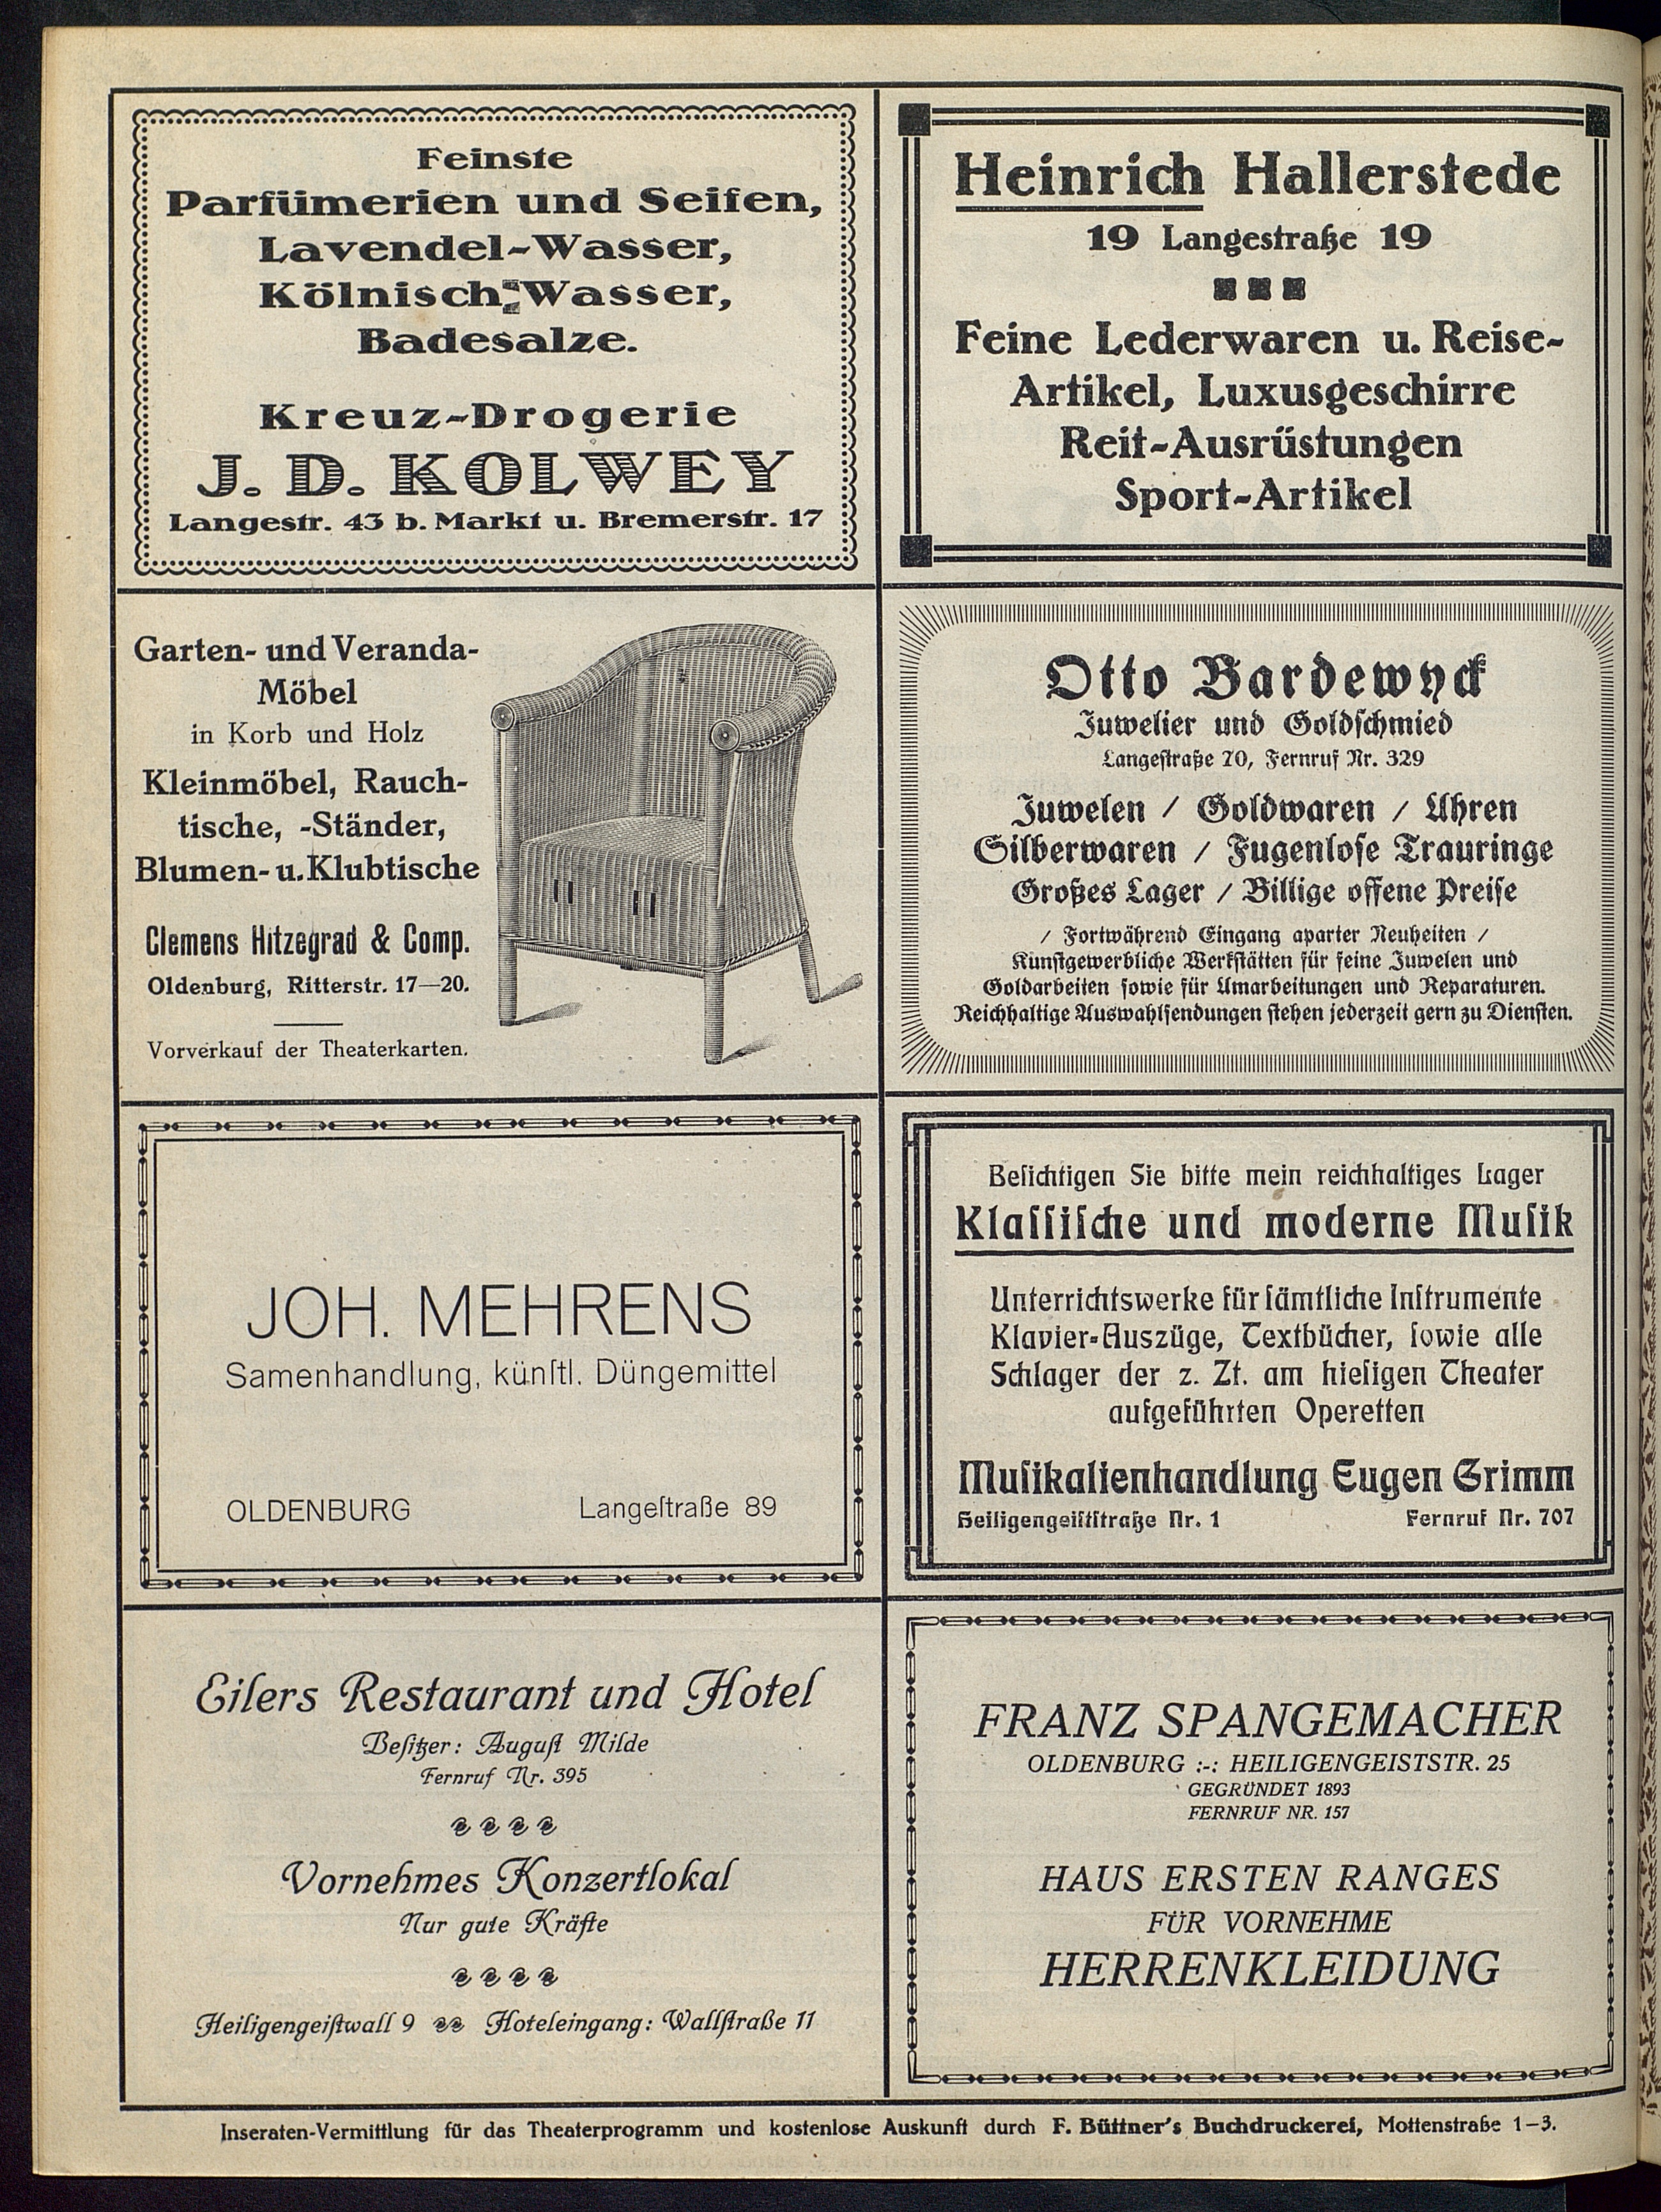 Feinste
Parfümerien und Seifen,
Lavendel-Wasser,
Kölnisch-Wasser,
Badesalze.
Kreuz-Drogerie
J. D. KOLWEY
Langestr. 43 b. Markt u. Bremerstr. 17
Heinrich Hallerstede
19 Langestraße 19
Feine Lederwaren u. Reise-
Artikel, Luxusgeschirre
Reit-Ausrüstungen
Sport-Artikel
Garten- und Veranda-
Möbel
in Korb und Holz
Kleinmöbel, Rauch-
tische, -Ständer,
Blumen- u. Klubtische
Clemens Hitzegrad & Comp.
Oldenburg, Ritterstr. 17—20.
Vorverkauf der Theaterkarten.
Otto Bardewyck
Juwelier und Goldſchmied
Langeſtraße 70, Fernruf Nr. 329
Juwelen / Goldwaren / Uhren
Silberwaren / Fugenloſe Trauringe
Großes Lager / Billige offene Preiſe
/ Fortwährend Eingang aparter Neuheiten /
Kunſtgewerbliche Werkſtätten für feine Juwelen und
Goldarbeiten ſowie für Umarbeitungen und Reparaturen.
Reichhaltige Auswahlſendungen ſtehen jederzeit gern zu Dienſten.
JOH. MEHRENS
Samenhandlung, künſtl. Düngemittel
OLDENBURG Langeſtraße 89
Beſichtigen Sie bitte mein reichhaltiges Lager
Klaſſiſche und moderne Muſik
Unterrichtswerke für ſämtliche Inſtrumente
Klavier-Auszüge, Textbücher, ſowie alle
Schlager der z. Zt. am hieſigen Theater
aufgeführten Operetten
Muſikalienhandlung Eugen Grimm
Heiligengeiſtſtraße Nr. 1 Fernruf Nr. 707
Eilers Restaurant und Hotel
Beſitzer: Auguſt Milde
Fernruf Nr. 395
Vornehmes Konzertlokal
Nur gute Kräfte
Heiligengeiſtwall 9 Hoteleingang: Wallſtraße 11
FRANZ SPANGEMACHER
OLDENBURG :-: HEILIGENGEISTSTR. 25
GEGRÜNDET 1893
FERNRUF NR. 157
HAUS ERSTEN RANGES
FÜR VORNEHME
HERRENKLEIDUNG
Inseraten-Vermittlung für das Theaterprogramm und kostenlose Auskunft durch F. Büttner's Buchdruckerei, Mottenstraße 1-3.